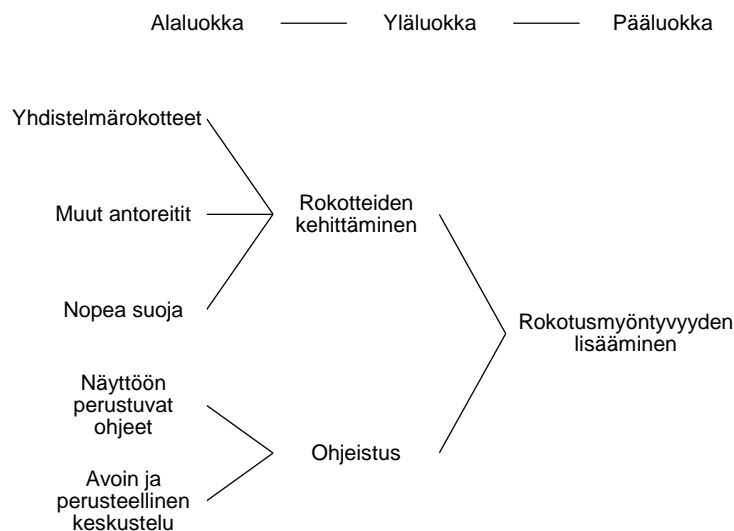 Alaluokka Yläluokka Pääluokka
Yhdistelmärokotteet
Muut antoreitit
Nopea suoja
Rokotteiden
kehittäminen
Näyttöön
perustuvat
ohjeet
Avoin ja
perusteellinen
keskustelu
Ohjeistus
Rokotusmyöntyvyyden
lisääminen